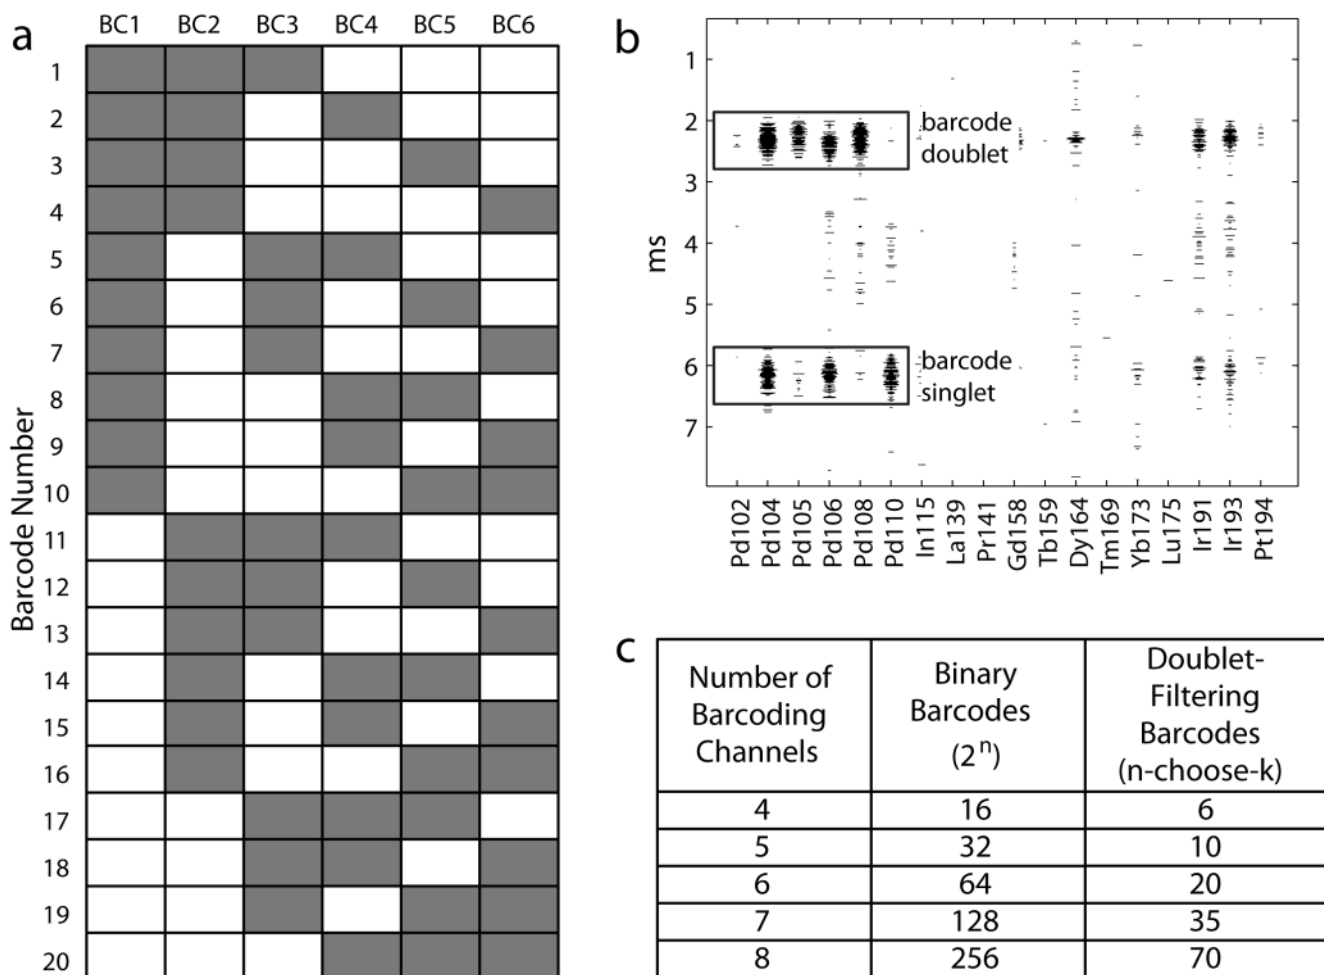 a
BC1 BC2 BC3 BC4 BC5 BC6
Barcode Number
1
2
3
4
5
6
7
8
9
10
11
12
13
14
15
16
17
18
19
20
b
ms
1
2
3
4
5
6
7
barcode
doublet
barcode
singlet
Pd102
Pd104
Pd105
Pd106
Pd108
Pd110
In115
La139
Pr141
Gd158
Tb159
Dy164
Tm169
Yb173
Lu175
Ir191
Ir193
Pt194
c
Number of
Barcoding
Channels
Binary
Barcodes
(2^n)
Doublet-
Filtering
Barcodes
(n-choose-k)
4 16 6
5 32 10
6 64 20
7 128 35
8 256 70